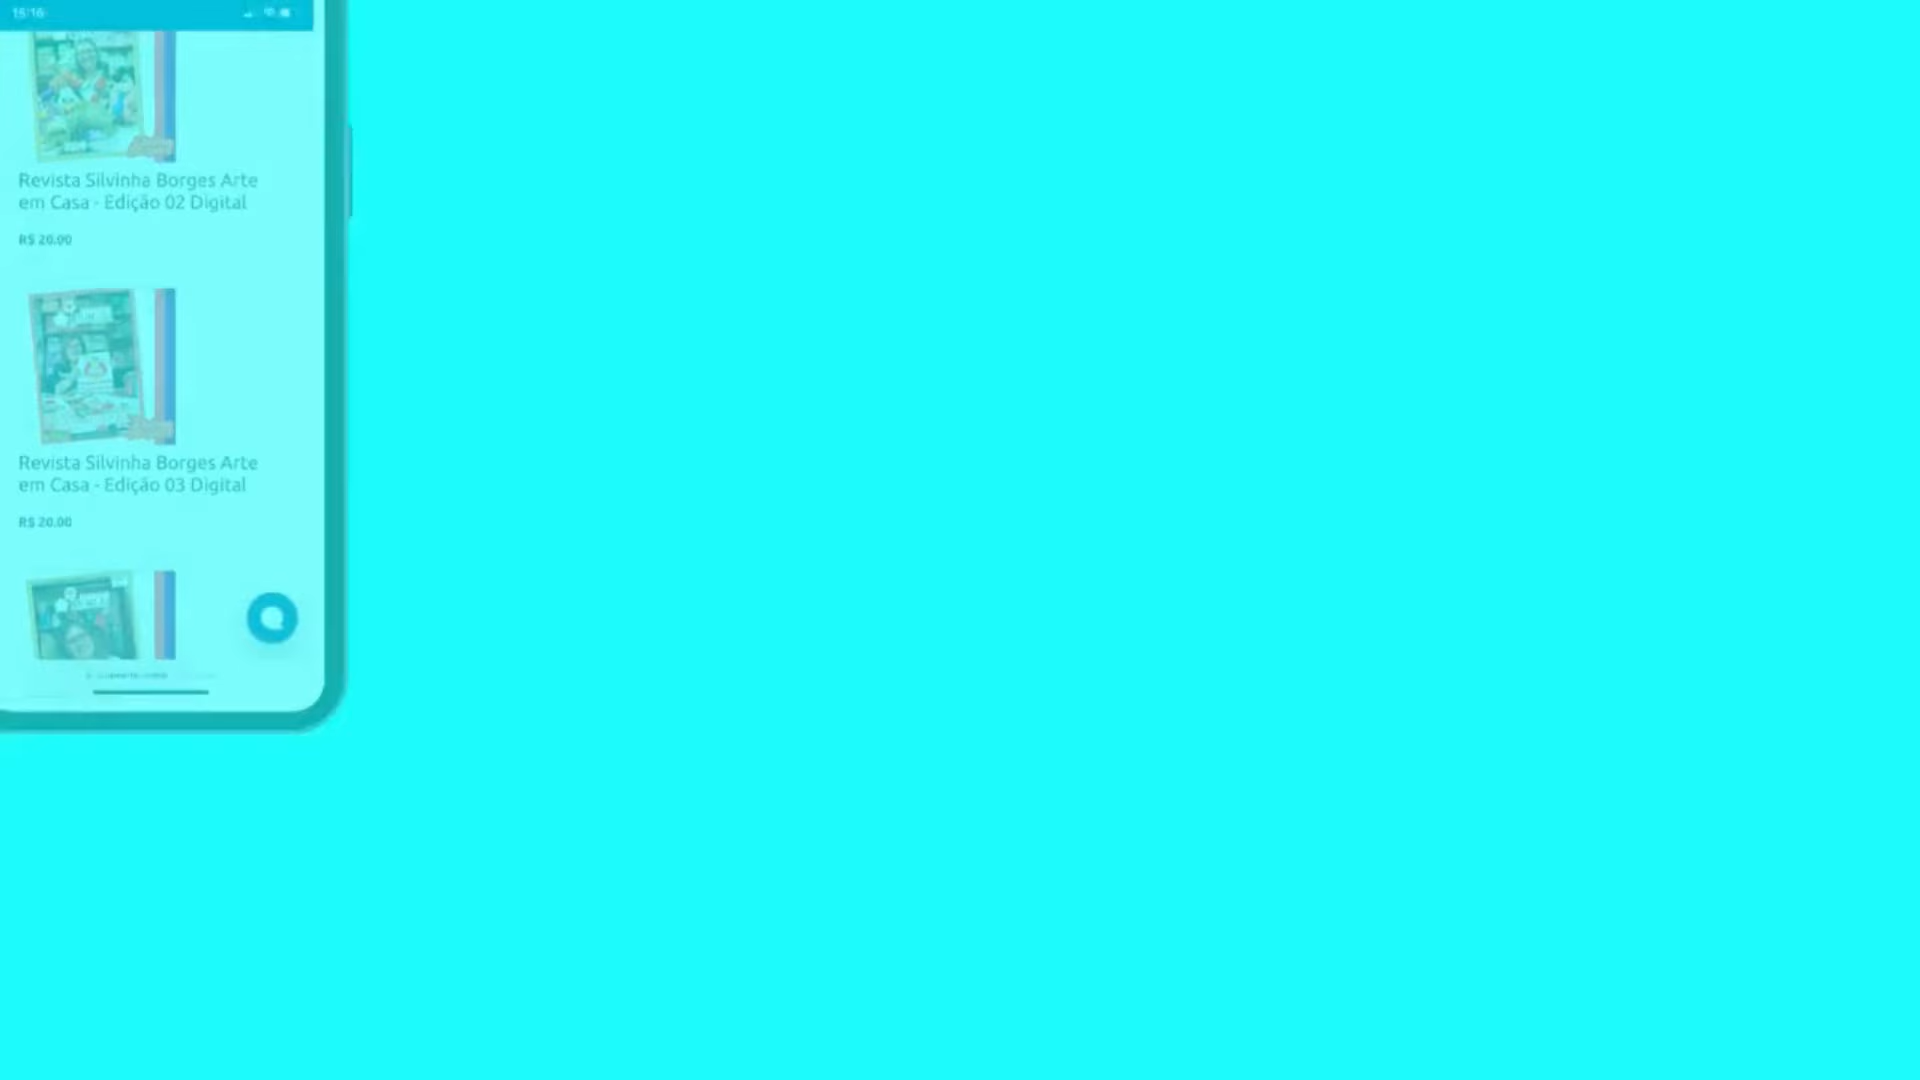 15:16
Revista Silvinha Borges Arte
em Casa - Edição 02 Digital
R$ 20.00
Revista Silvinha Borges Arte
em Casa - Edição 03 Digital
R$ 20.00